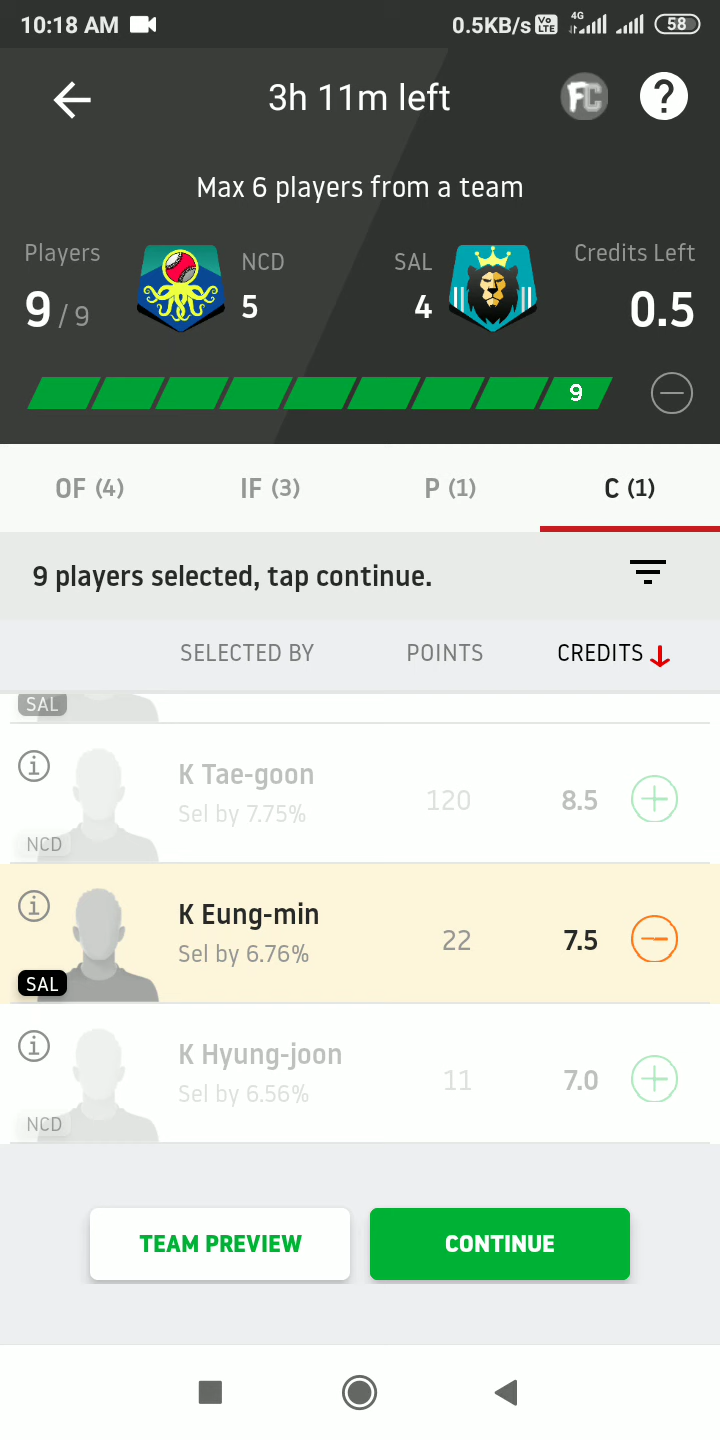 10:18 AM 0.5KB/s Vo LTE 4G 58
3h 11m left FC ?
Max 6 players from a team
Players NCD SAL Credits Left
9 / 9 5 4 0.5
9
OF (4) IF (3) P (1) C (1)
9 players selected, tap continue.
SELECTED BY POINTS CREDITS
SAL
K Tae-goon
Sel by 7.75% 120 8.5
NCD
K Eung-min
Sel by 6.76% 22 7.5
SAL
K Hyung-joon
Sel by 6.56% 11 7.0
NCD
TEAM PREVIEW CONTINUE